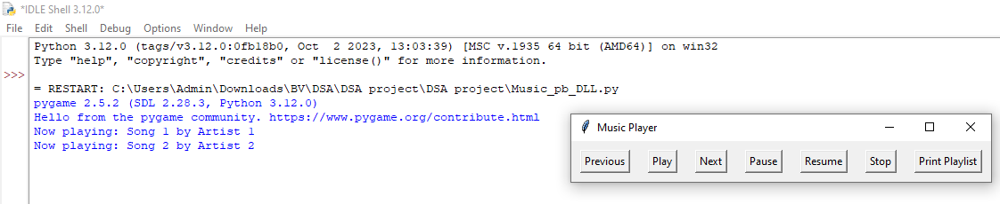 *IDLE Shell 3.12.0*
File Edit Shell Debug Options Window Help
Python 3.12.0 (tags/v3.12.0:0fb18b0, Oct  2 2023, 13:03:39) [MSC v.1935 64 bit (AMD64)] on win32
Type "help", "copyright", "credits" or "license()" for more information.
>>>
= RESTART: C:\Users\Admin\Downloads\BV\DSA\DSA project\DSA project\Music_pb_DLL.py
pygame 2.5.2 (SDL 2.28.3, Python 3.12.0)
Hello from the pygame community. https://www.pygame.org/contribute.html
Now playing: Song 1 by Artist 1
Now playing: Song 2 by Artist 2
Music Player
Previous Play Next Pause Resume Stop Print Playlist